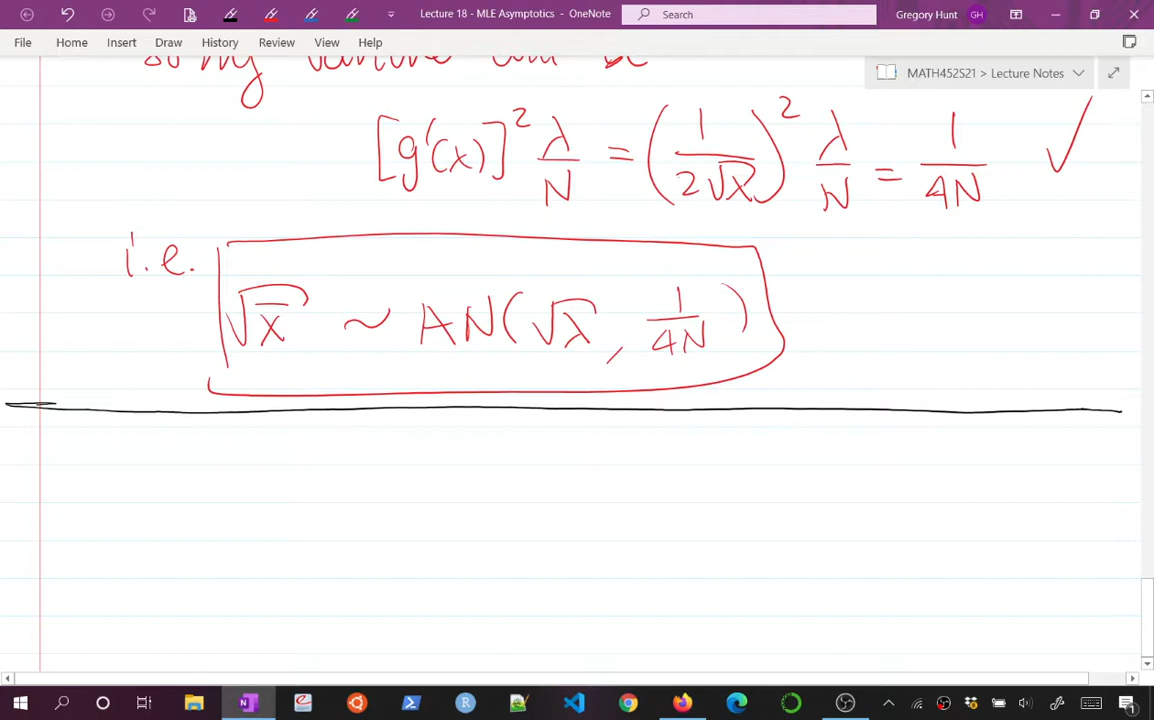 Lecture 18 - MLE Asymptotics - OneNote
Search
Gregory Hunt
GH
File Home Insert Draw History Review View Help
MATH452S21 > Lecture Notes
[g'(x)]² λ/N = (1/(2√λ))² λ/N = 1/(4N) ✓
i.e.
√x̄ ~ AN(√λ, 1/(4N))